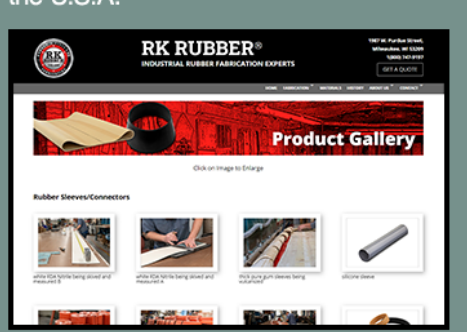 the U.S.A.
RK
RK RUBBER®
INDUSTRIAL RUBBER FABRICATION EXPERTS
1987 W. Purdue Street,
Milwaukee, WI 53209
GET A QUOTE
HOME FABRICATION MATERIALS HISTORY ABOUT US CONTACT
Product Gallery
Click on Image to Enlarge
Rubber Sleeves/Connectors
white FDA Nitrile being skived and
measured B
white FDA Nitrile being skived and
measured A
thick pure gum sleeves being
vulcanized
silicone sleeve